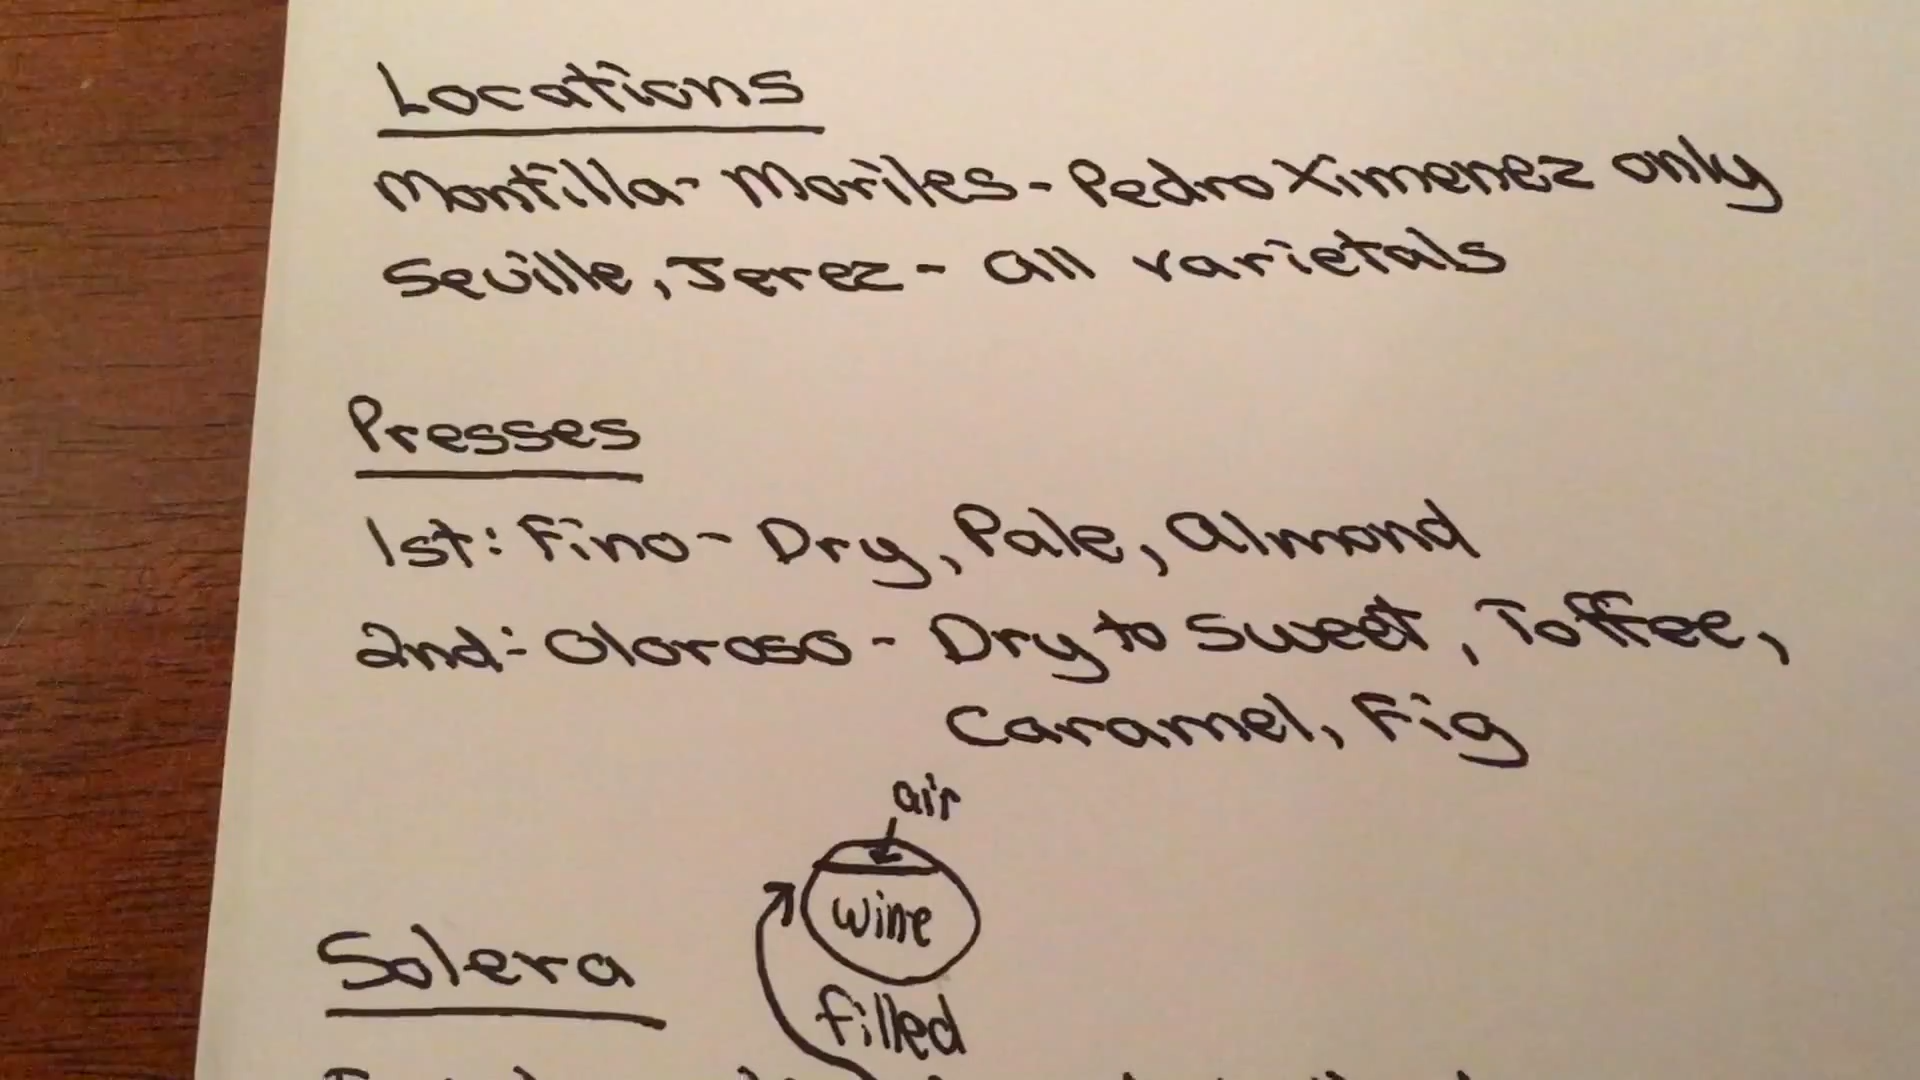 Locations
Montilla-Moriles-Pedro Ximenez only
Seville, Jerez - All varietals
Presses
1st: Fino - Dry, Pale, Almond
2nd: Oloroso - Dry to Sweet, Toffee,
Caramel, Fig
air
wine
Solera
filled